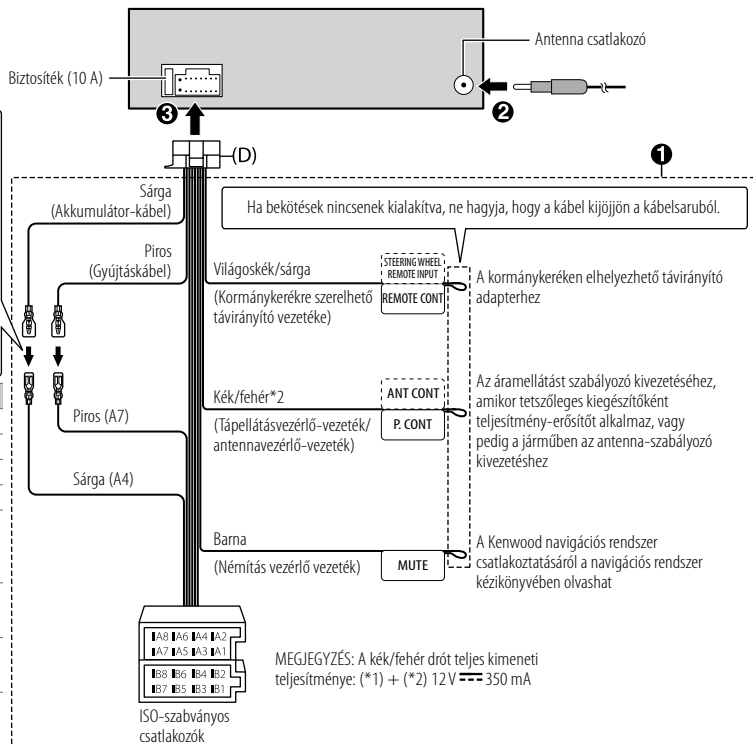 Antenna csatlakozó
Biztosíték (10 A)
❸
❷
(D)
❶
Sárga
(Akkumulátor-kábel)
Ha bekötések nincsenek kialakítva, ne hagyja, hogy a kábel kijöjjön a kábelsaruból.
Piros
(Gyújtáskábel)
Világoskék/sárga
(Kormánykerékre szerelhető
távirányító vezetéke)
STEERING WHEEL
REMOTE INPUT
REMOTE CONT
A kormánykeréken elhelyezhető távirányító
adapterhez
Kék/fehér*2
(Tápellátásvezérlő-vezeték/
antennavezérlő-vezeték)
ANT CONT
P. CONT
Az áramellátást szabályozó kivezetéséhez,
amikor tetszőleges kiegészítőként
teljesítmény-erősítőt alkalmaz, vagy
pedig a járműben az antenna-szabályozó
kivezetéshez
Piros (A7)
Sárga (A4)
Barna
(Némítás vezérlő vezeték)
MUTE
A Kenwood navigációs rendszer
csatlakoztatásáról a navigációs rendszer
kézikönyvében olvashat
A8 A6 A4 A2
A7 A5 A3 A1
B8 B6 B4 B2
B7 B5 B3 B1
MEGJEGYZÉS: A kék/fehér drót teljes kimeneti
teljesítménye: (*1) + (*2) 12 V ⎓ 350 mA
ISO-szabványos
csatlakozók